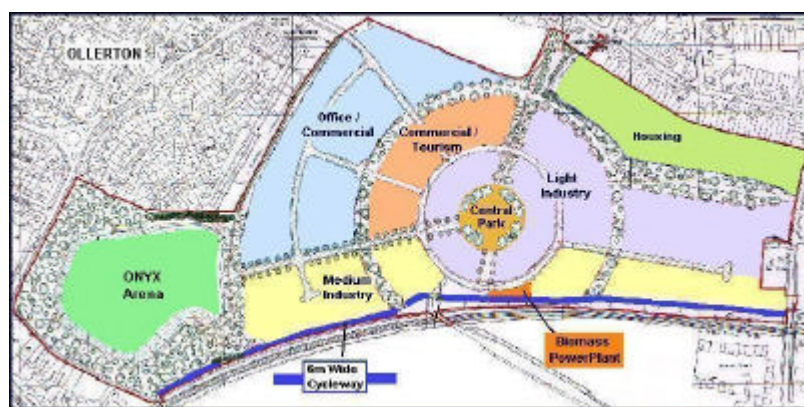 OLLERTON
Office /
Commercial
Commercial /
Tourism
Housing
Light
Industry
Central
Park
ONYX
Arena
Medium
Industry
Biomass
PowerPlant
6m Wide
Cycleway